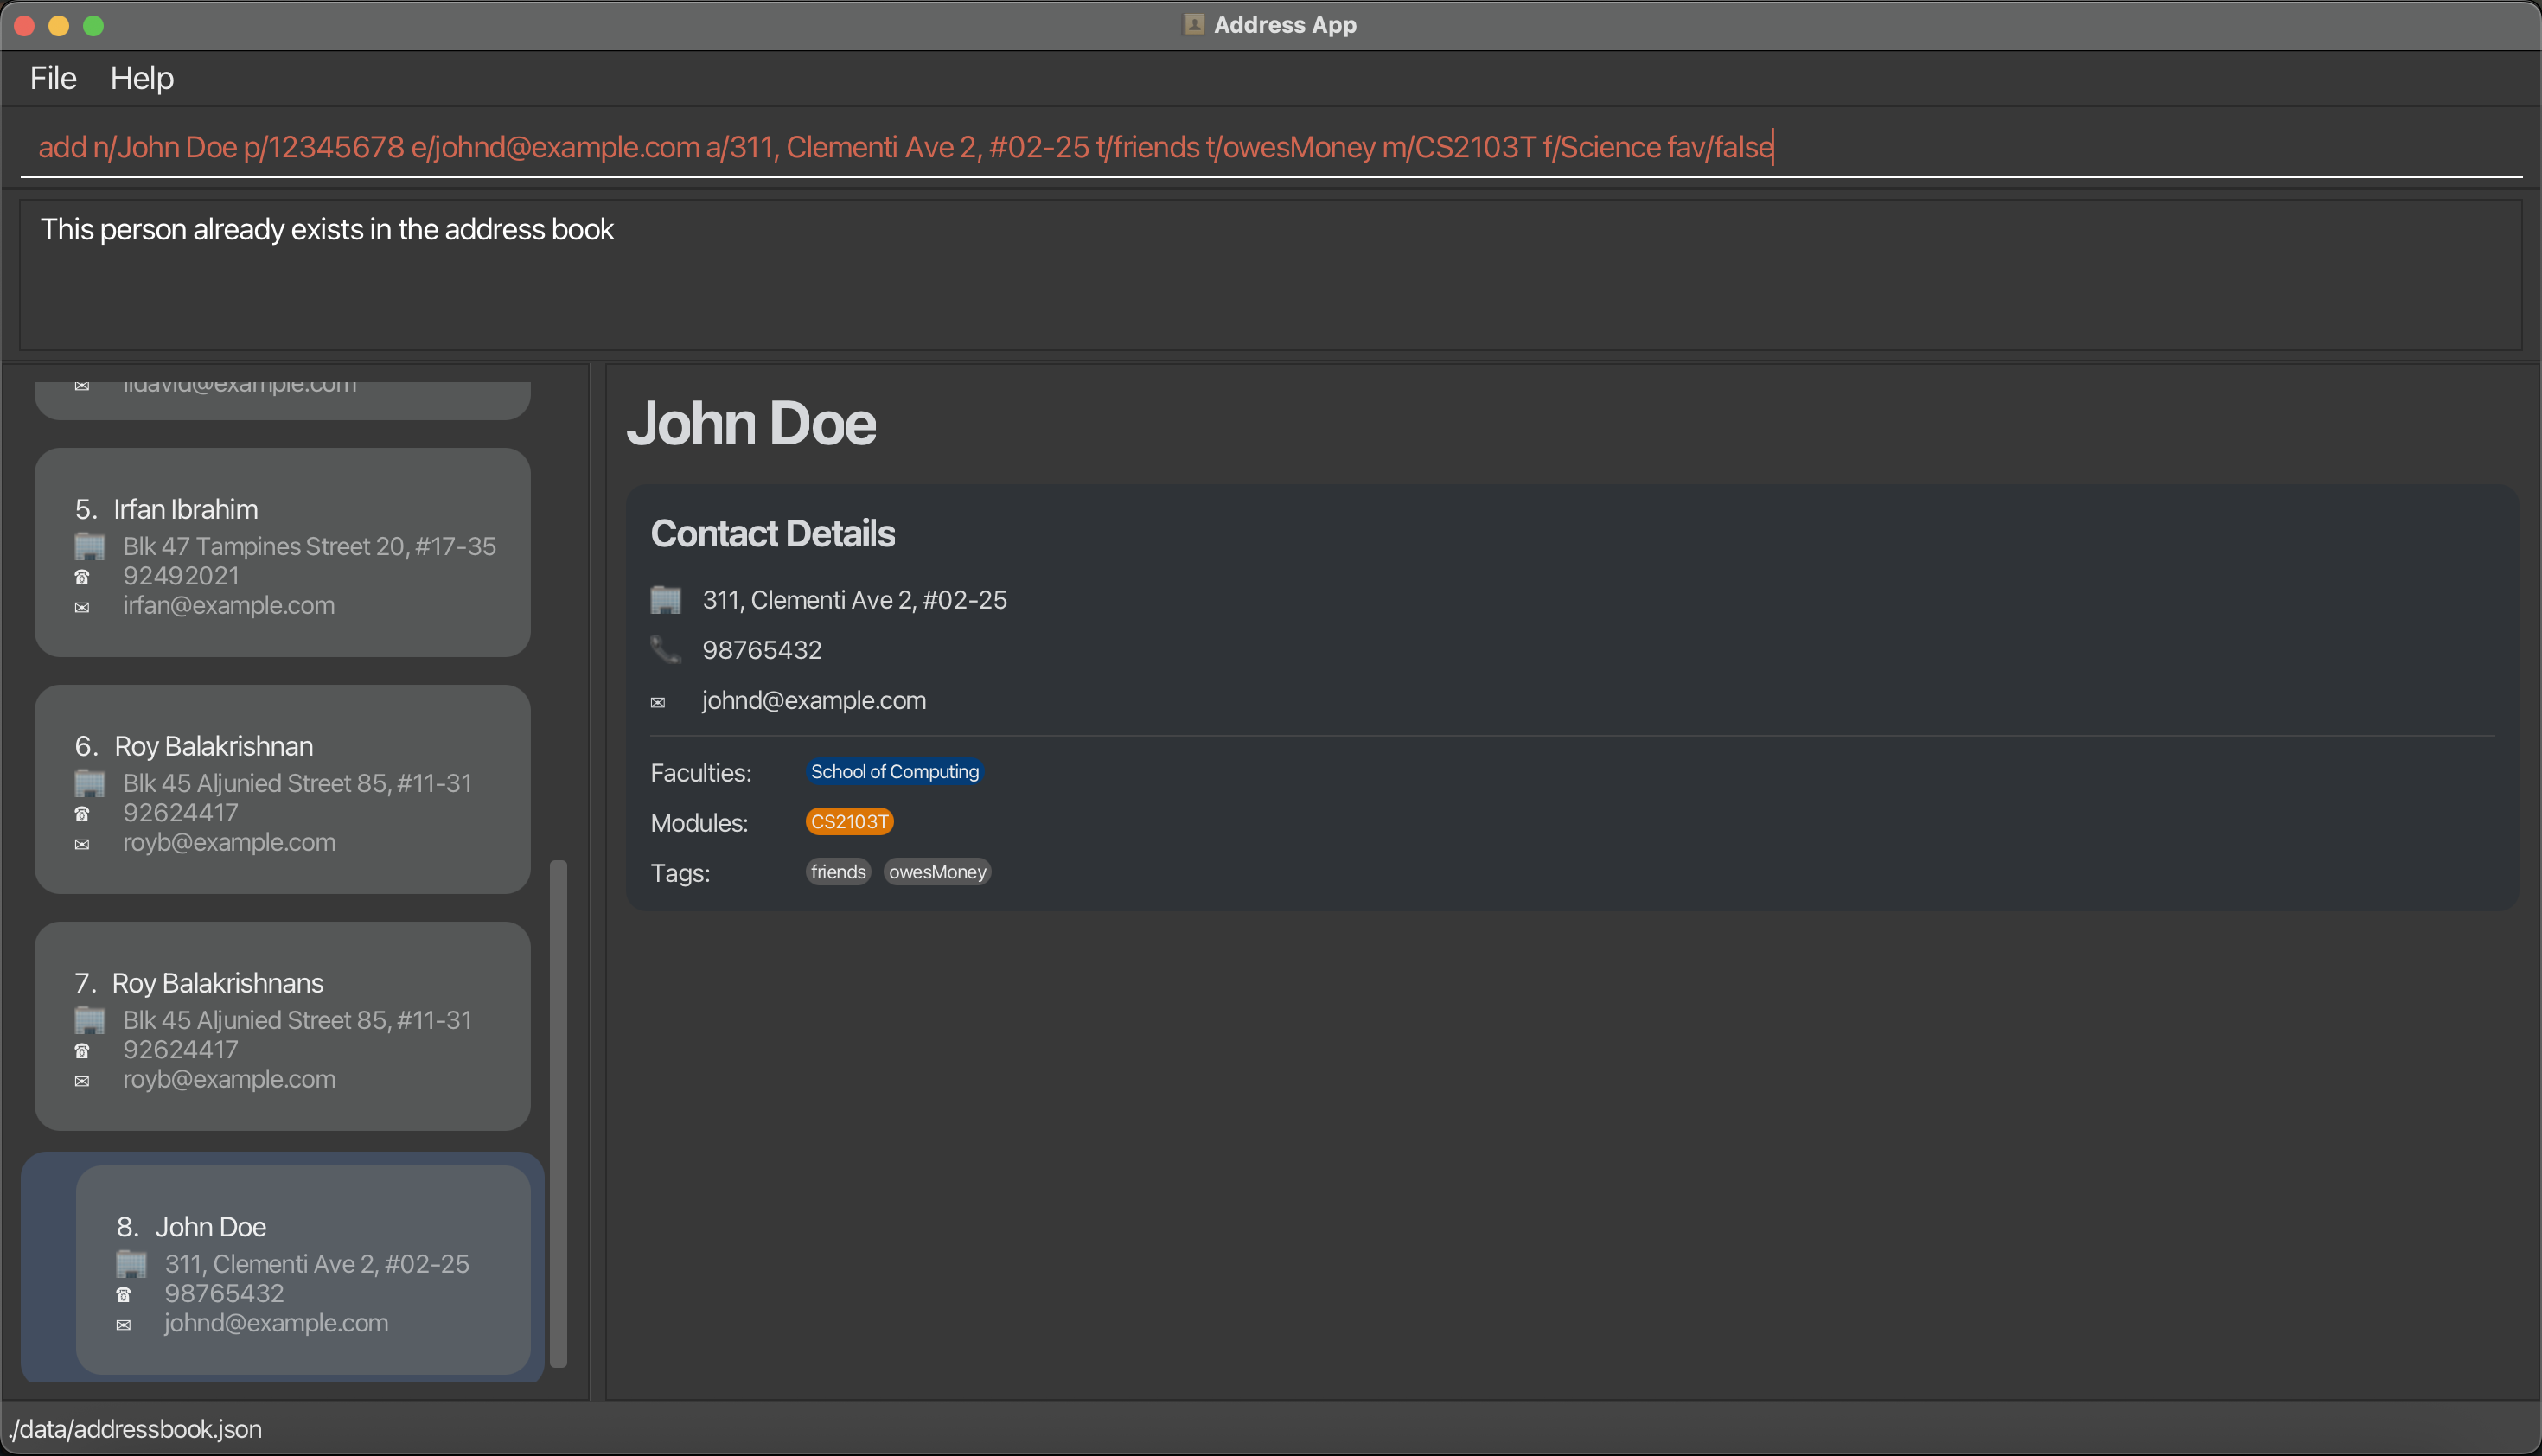 Address App
File Help
add n/John Doe p/12345678 e/johnd@example.com a/311, Clementi Ave 2, #02-25 t/friends t/owesMoney m/CS2103T f/Science fav/false
This person already exists in the address book
lidavid@example.com
5. Irfan Ibrahim
Blk 47 Tampines Street 20, #17-35
92492021
irfan@example.com
6. Roy Balakrishnan
Blk 45 Aljunied Street 85, #11-31
92624417
royb@example.com
7. Roy Balakrishnans
Blk 45 Aljunied Street 85, #11-31
92624417
royb@example.com
8. John Doe
311, Clementi Ave 2, #02-25
98765432
johnd@example.com
John Doe
Contact Details
311, Clementi Ave 2, #02-25
98765432
johnd@example.com
Faculties: School of Computing
Modules: CS2103T
Tags: friends owesMoney
./data/addressbook.json